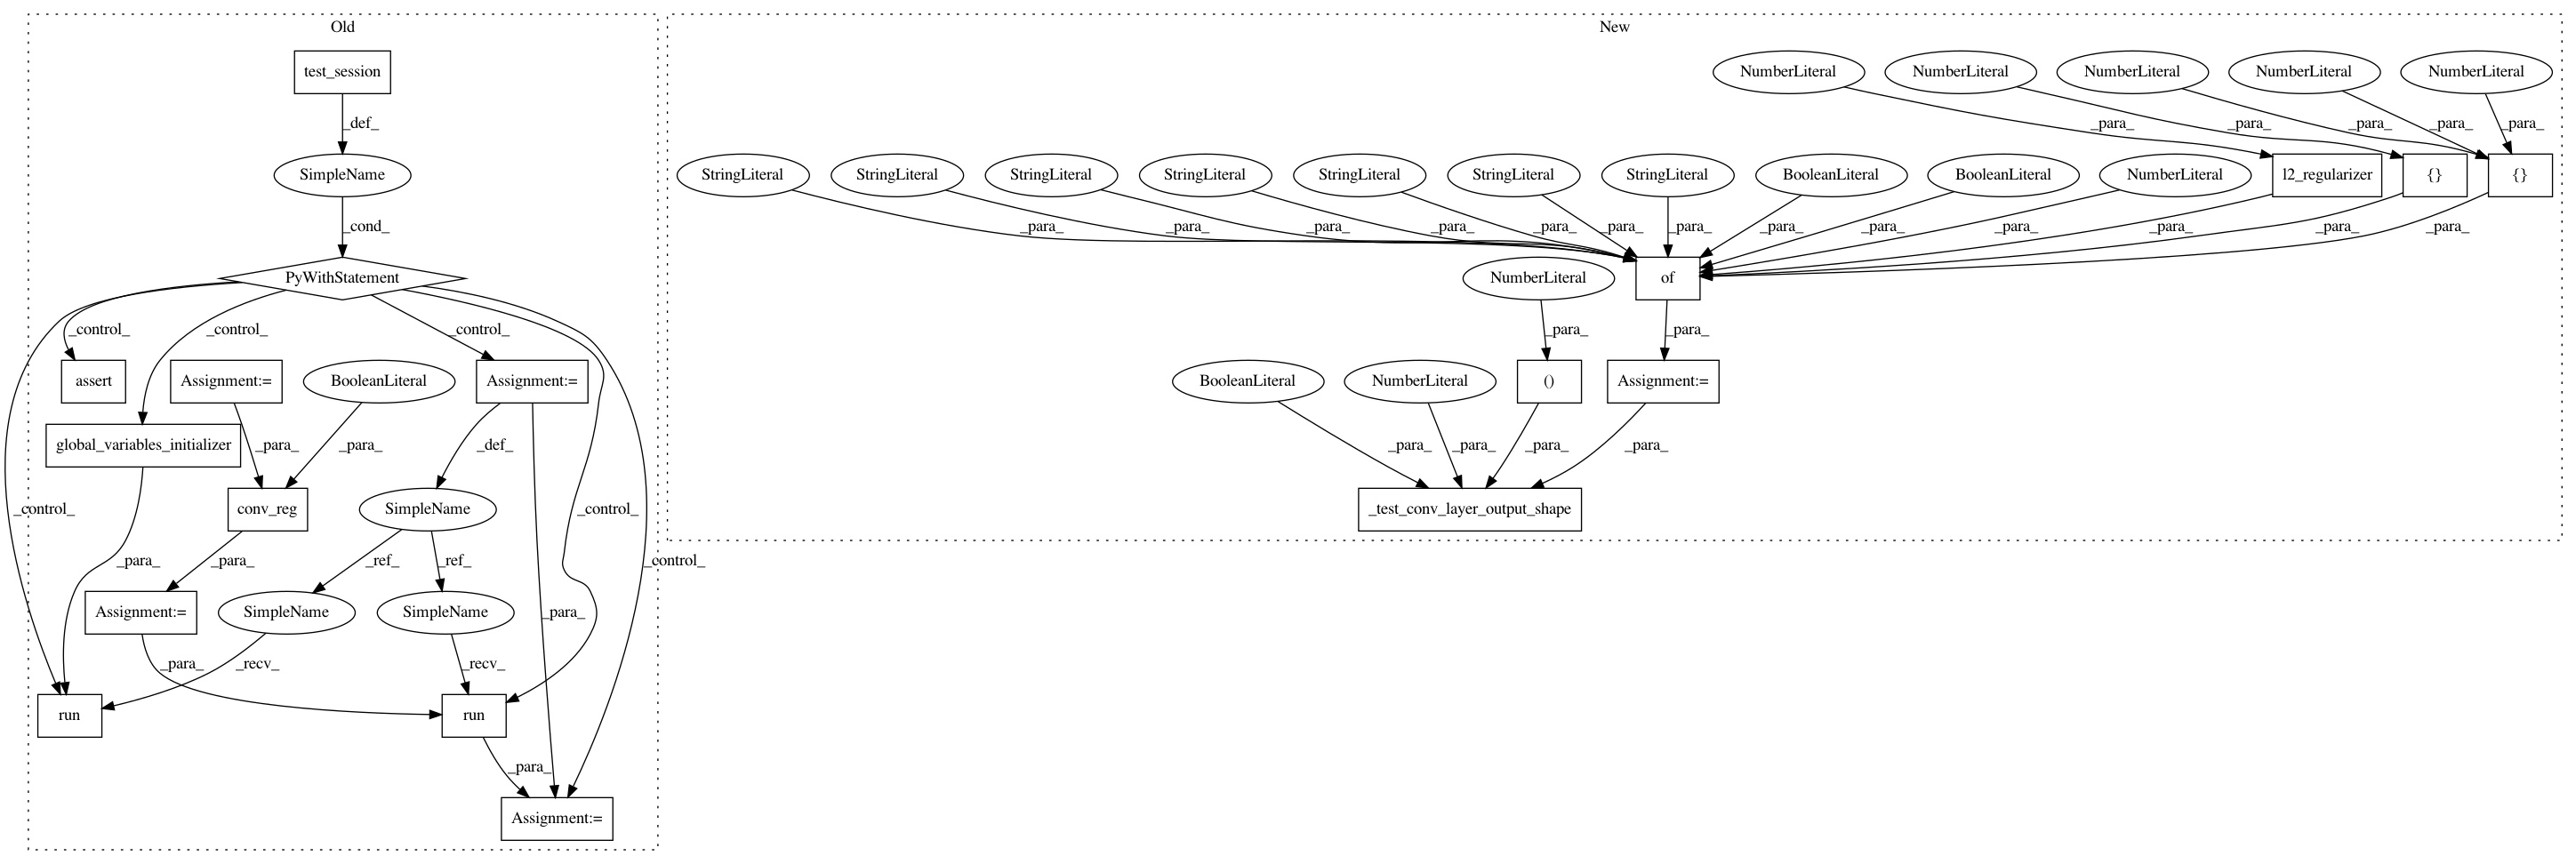 Old
New
test_session
NumberLiteral
NumberLiteral
NumberLiteral
NumberLiteral
NumberLiteral
_def_
_para_
_para_
_para_
_para_
_para_
SimpleName
StringLiteral
StringLiteral
StringLiteral
StringLiteral
StringLiteral
StringLiteral
StringLiteral
BooleanLiteral
BooleanLiteral
NumberLiteral
l2_regularizer
{}
{}
_cond_
_para_
_para_
_para_
_para_
_para_
_para_
_para_
_para_
_para_
_para_
_para_
_para_
_para_
PyWithStatement
NumberLiteral
of
_control_
_control_
_control_
_para_
_para_
assert
Assignment:=
BooleanLiteral
Assignment:=
BooleanLiteral
NumberLiteral
()
Assignment:=
global_variables_initializer
_para_
_para_
_def_
_para_
_para_
_para_
_para_
_control_
conv_reg
SimpleName
_control_
_test_conv_layer_output_shape
_para_
_para_
_ref_
_ref_
_control_
Assignment:=
SimpleName
SimpleName
_para_
_para_
_recv_
_recv_
run
run
_para_
Assignment:=